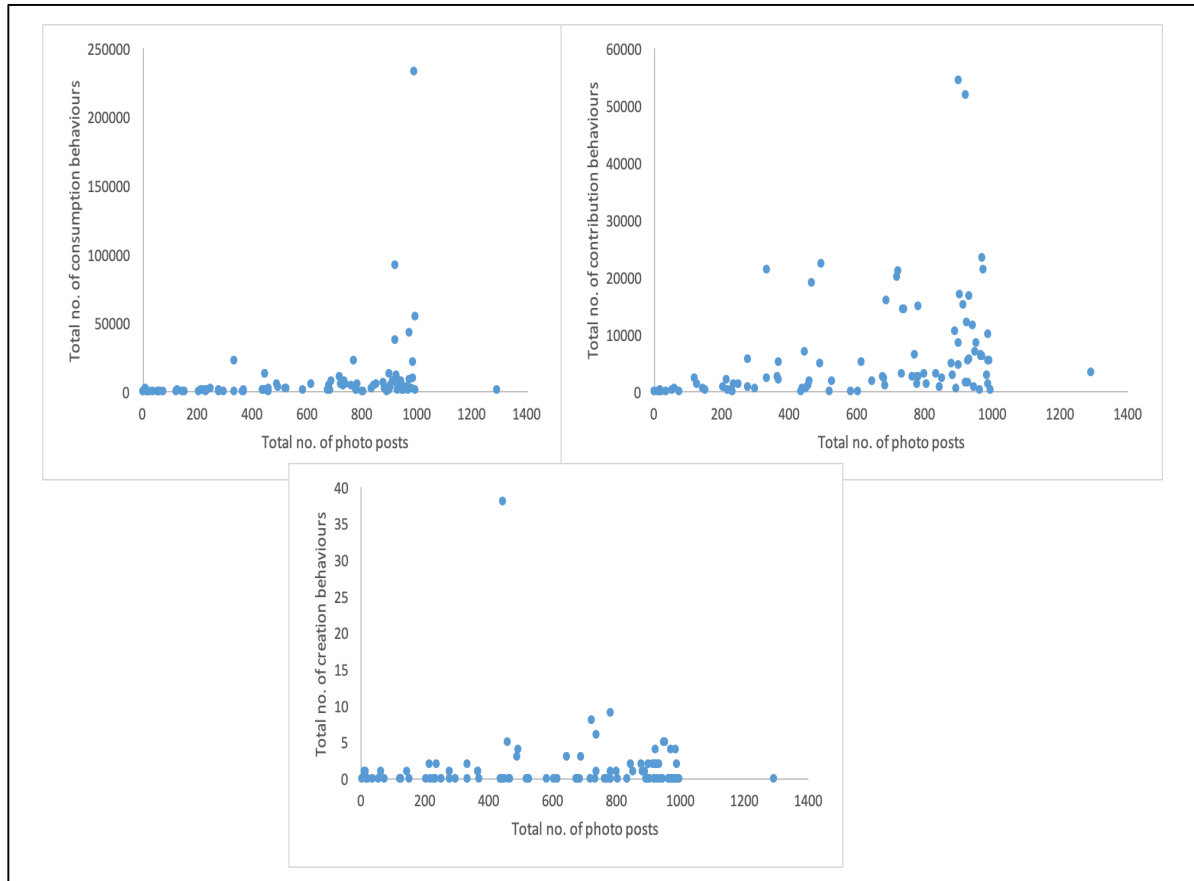 250000
200000
150000
100000
50000
0
Total no. of consumption behaviours
0 200 400 600 800 1000 1200 1400
Total no. of photo posts
60000
50000
40000
30000
20000
10000
0
Total no. of contribution behaviours
0 200 400 600 800 1000 1200 1400
Total no. of photo posts
40
35
30
25
20
15
10
5
0
Total no. of creation behaviours
0 200 400 600 800 1000 1200 1400
Total no. of photo posts